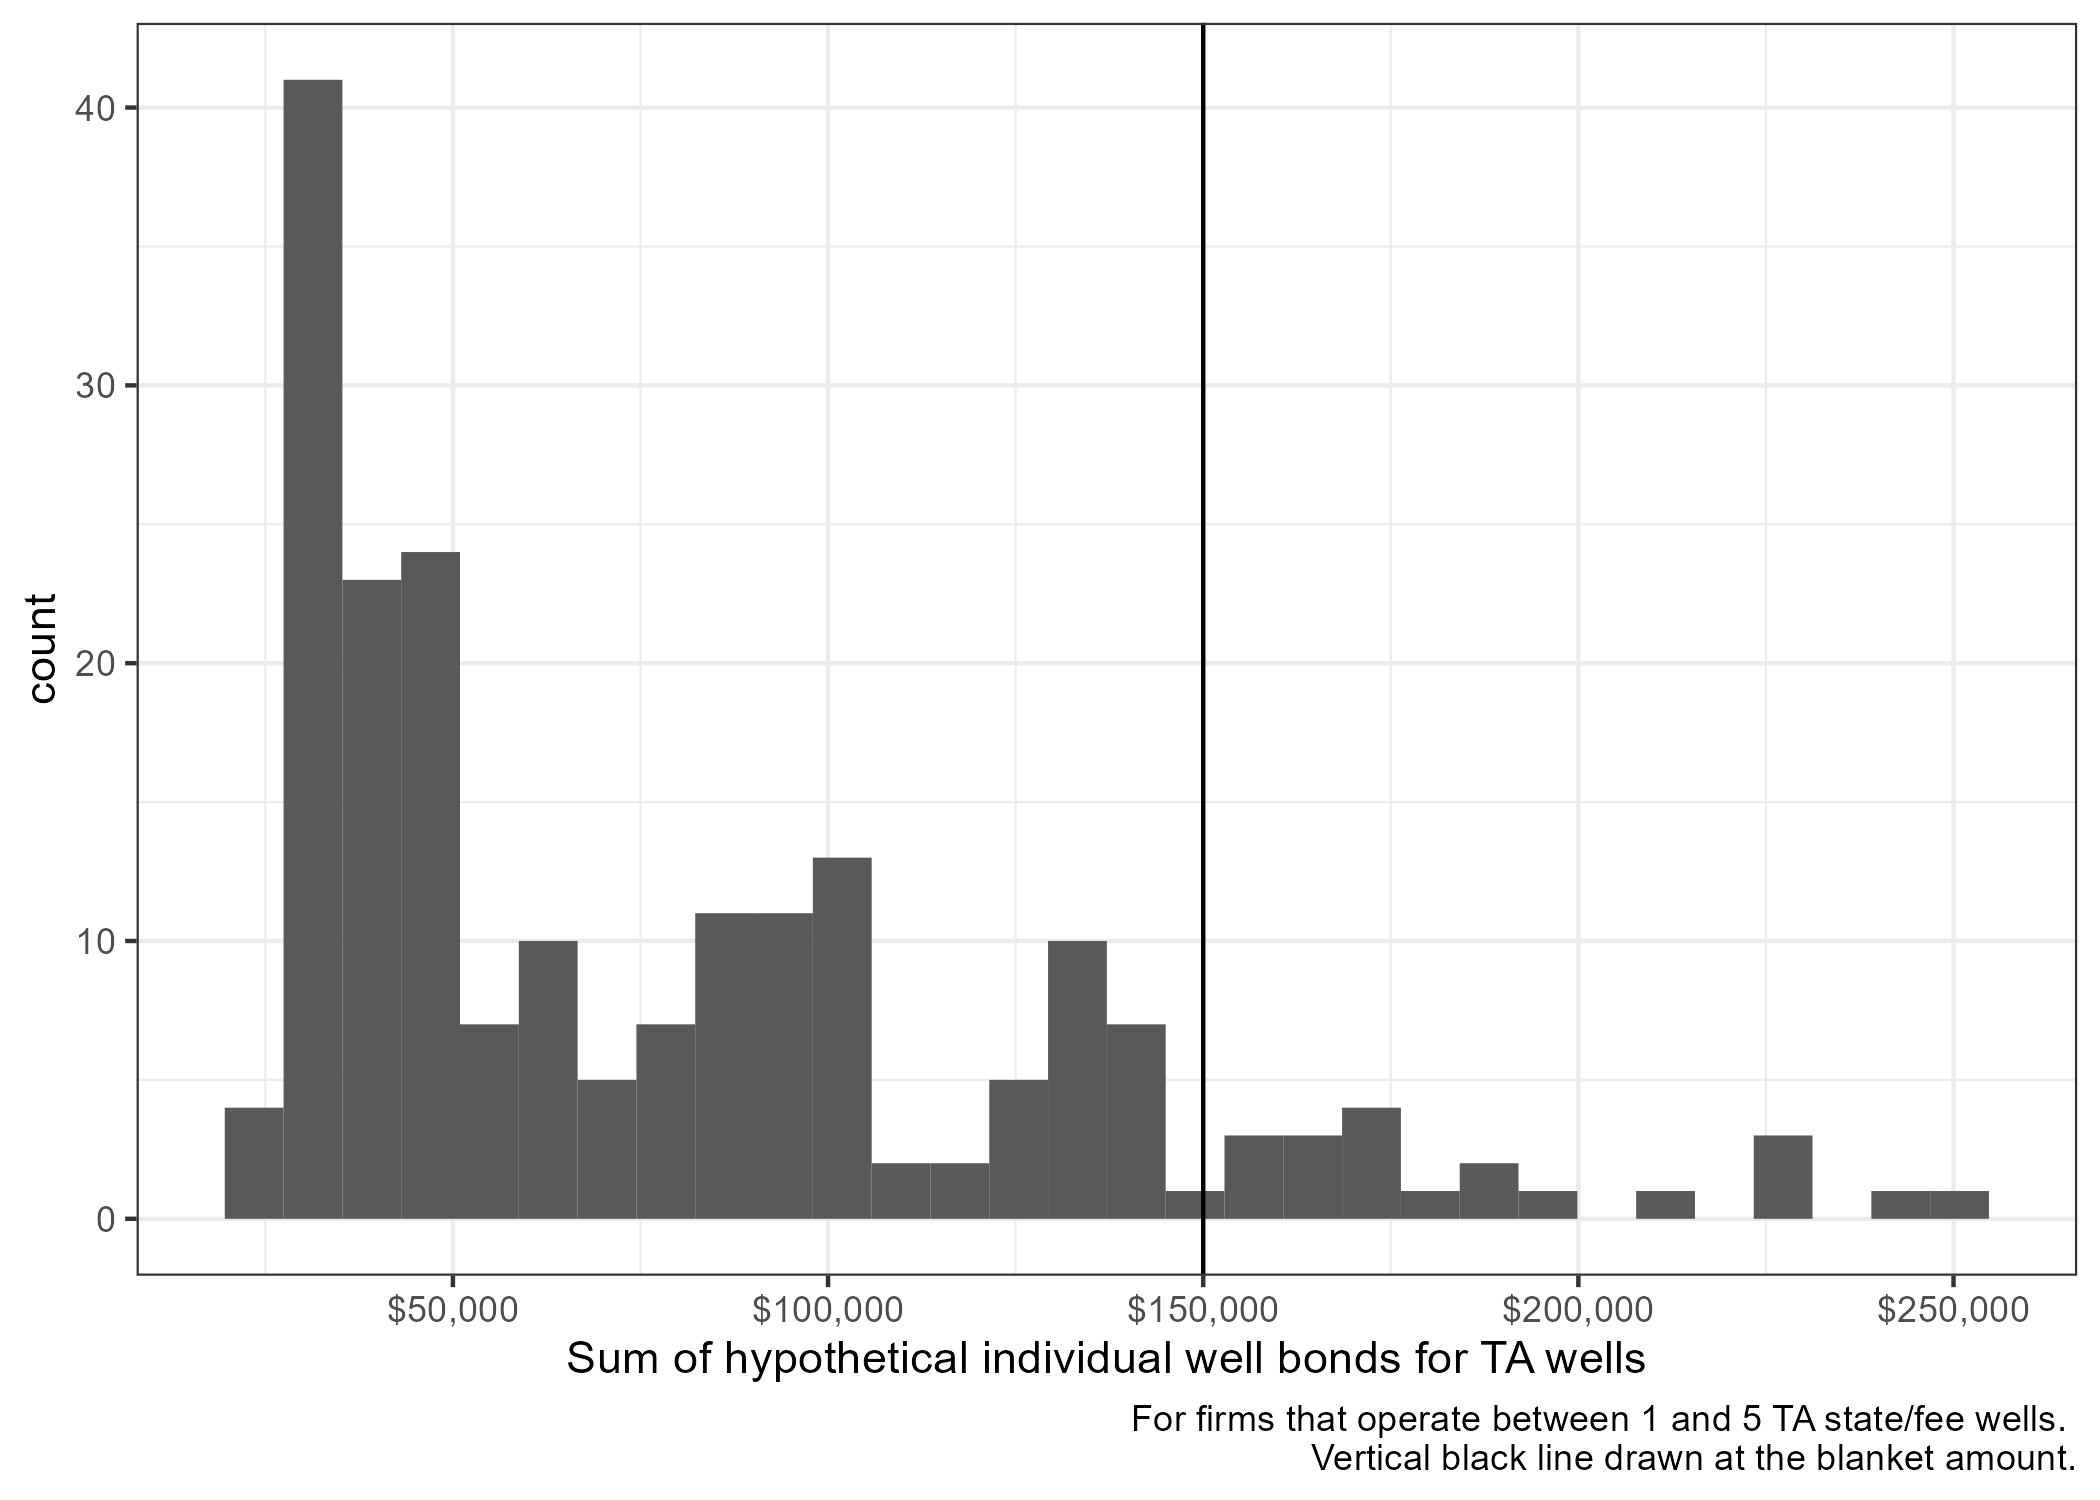 40
30
20
10
0
count
$50,000
$100,000
$150,000
$200,000
$250,000
Sum of hypothetical individual well bonds for TA wells
For firms that operate between 1 and 5 TA state/fee wells.
Vertical black line drawn at the blanket amount.